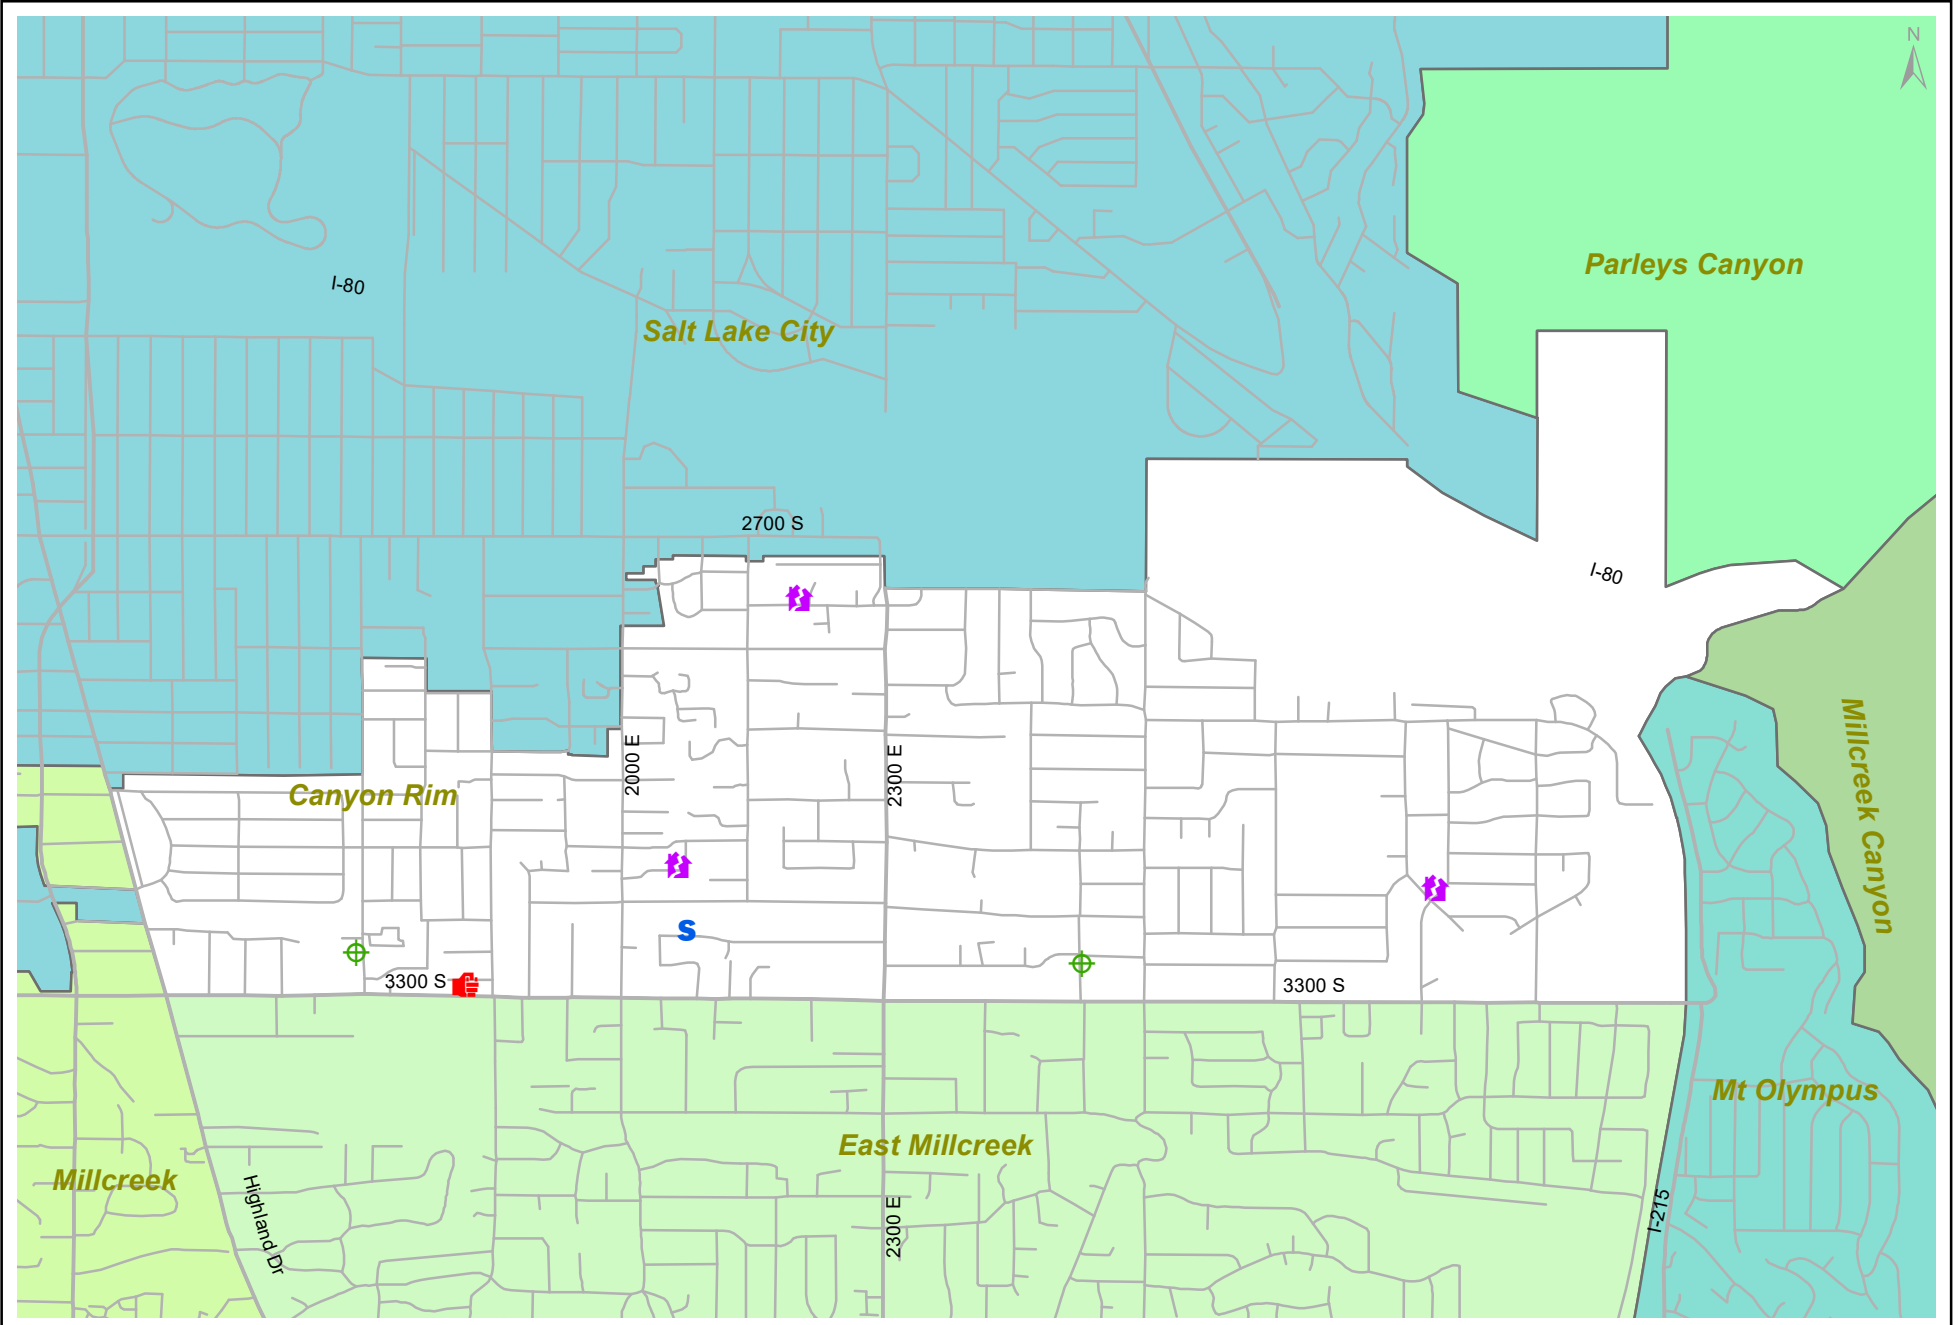 N
Parleys Canyon
I-80
Salt Lake City
2700 S
I-80
2000 E
2300 E
Canyon Rim
Millcreek Canyon
S
3300 S
3300 S
Mt Olympus
East Millcreek
Millcreek
Highland Dr
2300 E
I-215